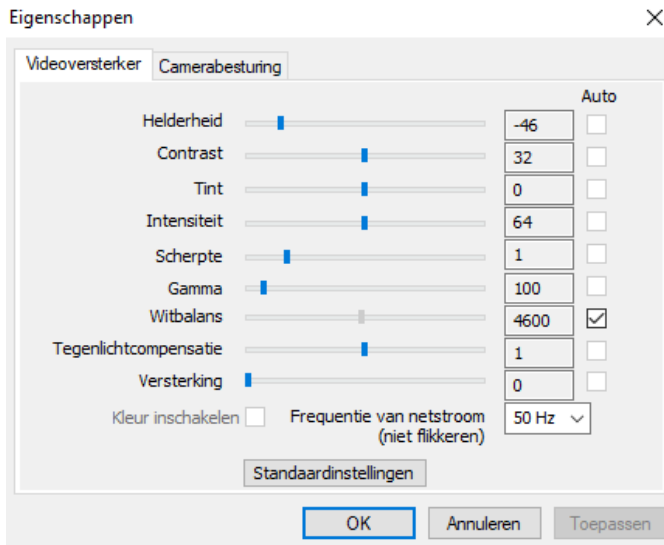 Eigenschappen
Videoversterker Camerabesturing
Auto
Helderheid -46
Contrast 32
Tint 0
Intensiteit 64
Scherpte 1
Gamma 100
Witbalans 4600
Tegenlichtcompensatie 1
Versterking 0
Kleur inschakelen Frequentie van netstroom 50 Hz
(niet flikkeren)
Standaardinstellingen
OK Annuleren Toepassen